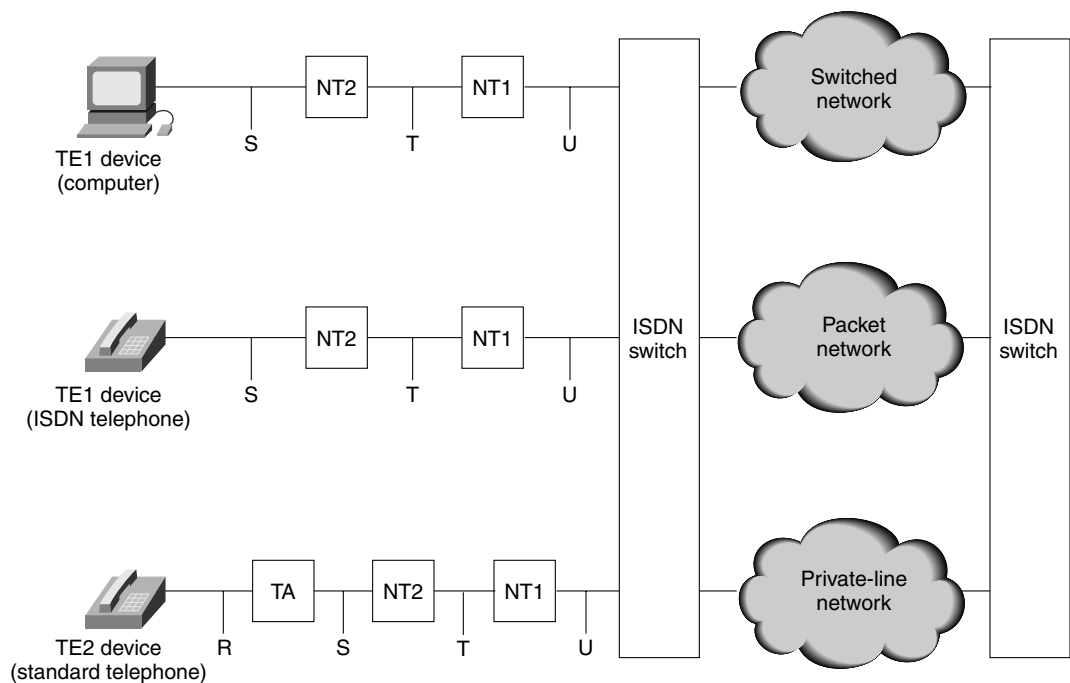 NT2
NT1
S
T
U
TE1 device
(computer)
Switched
network
NT2
NT1
S
T
U
TE1 device
(ISDN telephone)
ISDN
switch
Packet
network
ISDN
switch
TA
NT2
NT1
R
S
T
U
TE2 device
(standard telephone)
Private-line
network